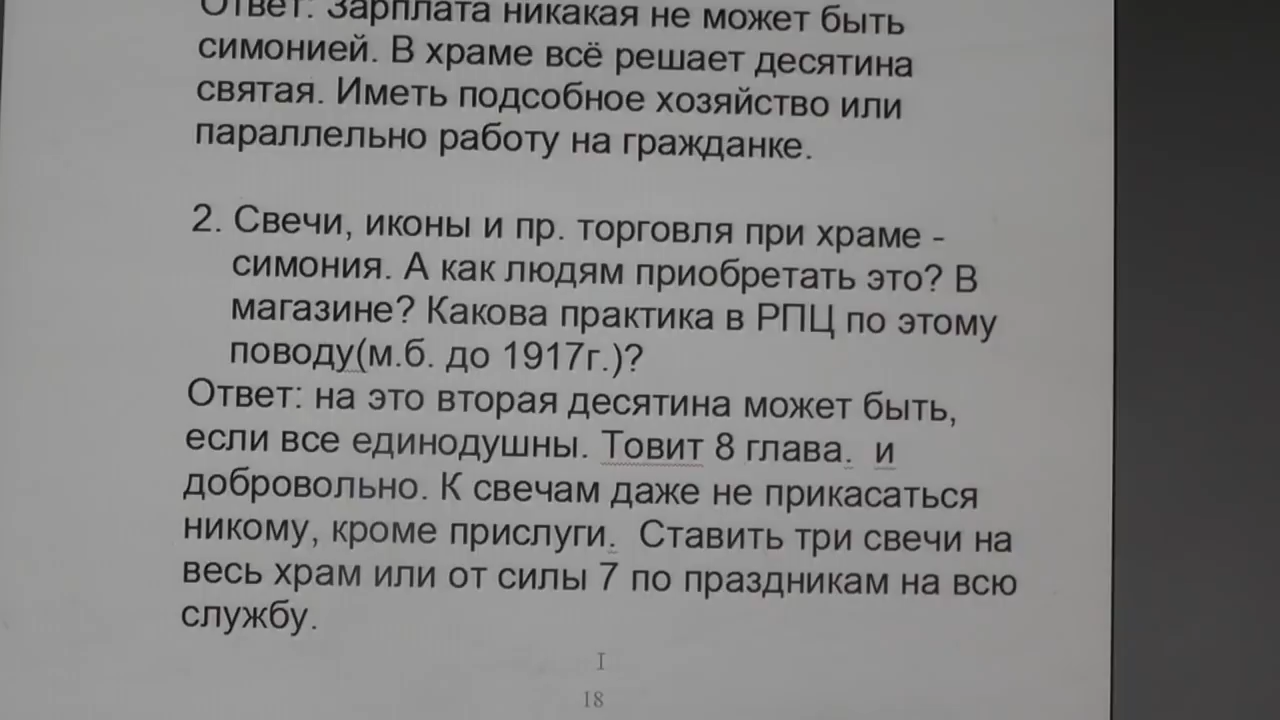 Ответ: Зарплата никакая не может быть
симонией. В храме всё решает десятина
святая. Иметь подсобное хозяйство или
параллельно работу на гражданке.
2. Свечи, иконы и пр. торговля при храме -
симония. А как людям приобретать это? В
магазине? Какова практика в РПЦ по этому
поводу(м.б. до 1917г.)?
Ответ: на это вторая десятина может быть,
если все единодушны. Товит 8 глава. и
добровольно. К свечам даже не прикасаться
никому, кроме прислуги. Ставить три свечи на
весь храм или от силы 7 по праздникам на всю
службу.
18